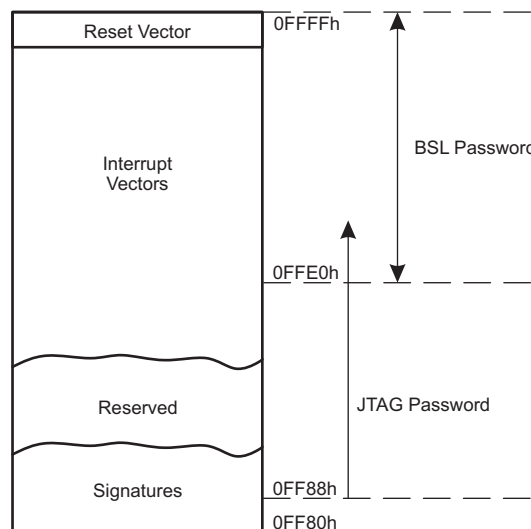 Reset Vector
0FFFFh
BSL Password
Interrupt
Vectors
0FFE0h
Reserved
JTAG Password
Signatures
0FF88h
0FF80h